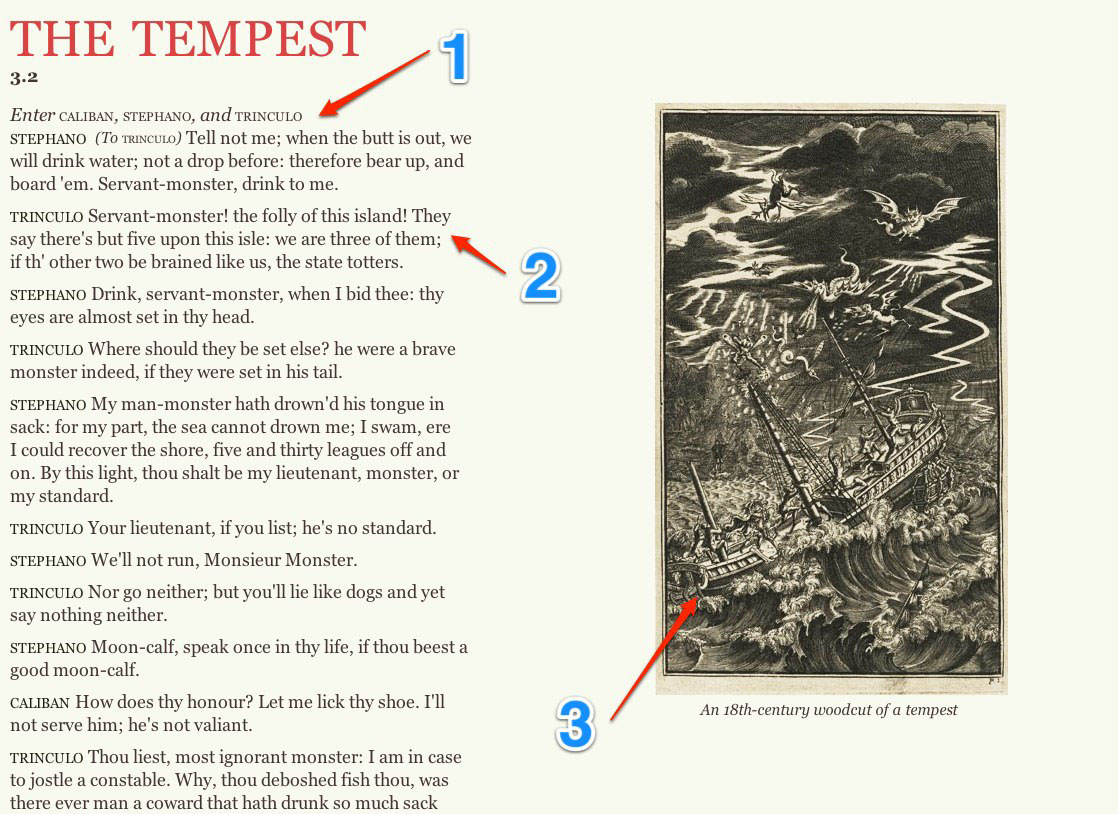 THE TEMPEST
3.2
Enter CALIBAN, STEPHANO, and TRINCULO
STEPHANO (To TRINCULO) Tell not me; when the butt is out, we
will drink water; not a drop before: therefore bear up, and
board 'em. Servant-monster, drink to me.
TRINCULO Servant-monster! the folly of this island! They
say there's but five upon this isle: we are three of them;
if th' other two be brained like us, the state totters.
STEPHANO Drink, servant-monster, when I bid thee: thy
eyes are almost set in thy head.
TRINCULO Where should they be set else? he were a brave
monster indeed, if they were set in his tail.
STEPHANO My man-monster hath drown'd his tongue in
sack: for my part, the sea cannot drown me; I swam, ere
I could recover the shore, five and thirty leagues off and
on. By this light, thou shalt be my lieutenant, monster, or
my standard.
TRINCULO Your lieutenant, if you list; he's no standard.
STEPHANO We'll not run, Monsieur Monster.
TRINCULO Nor go neither; but you'll lie like dogs and yet
say nothing neither.
STEPHANO Moon-calf, speak once in thy life, if thou beest a
good moon-calf.
CALIBAN How does thy honour? Let me lick thy shoe. I'll
not serve him; he's not valiant.
TRINCULO Thou liest, most ignorant monster: I am in case
to jostle a constable. Why, thou deboshed fish thou, was
there ever man a coward that hath drunk so much sack
1
2
3
An 18th-century woodcut of a tempest